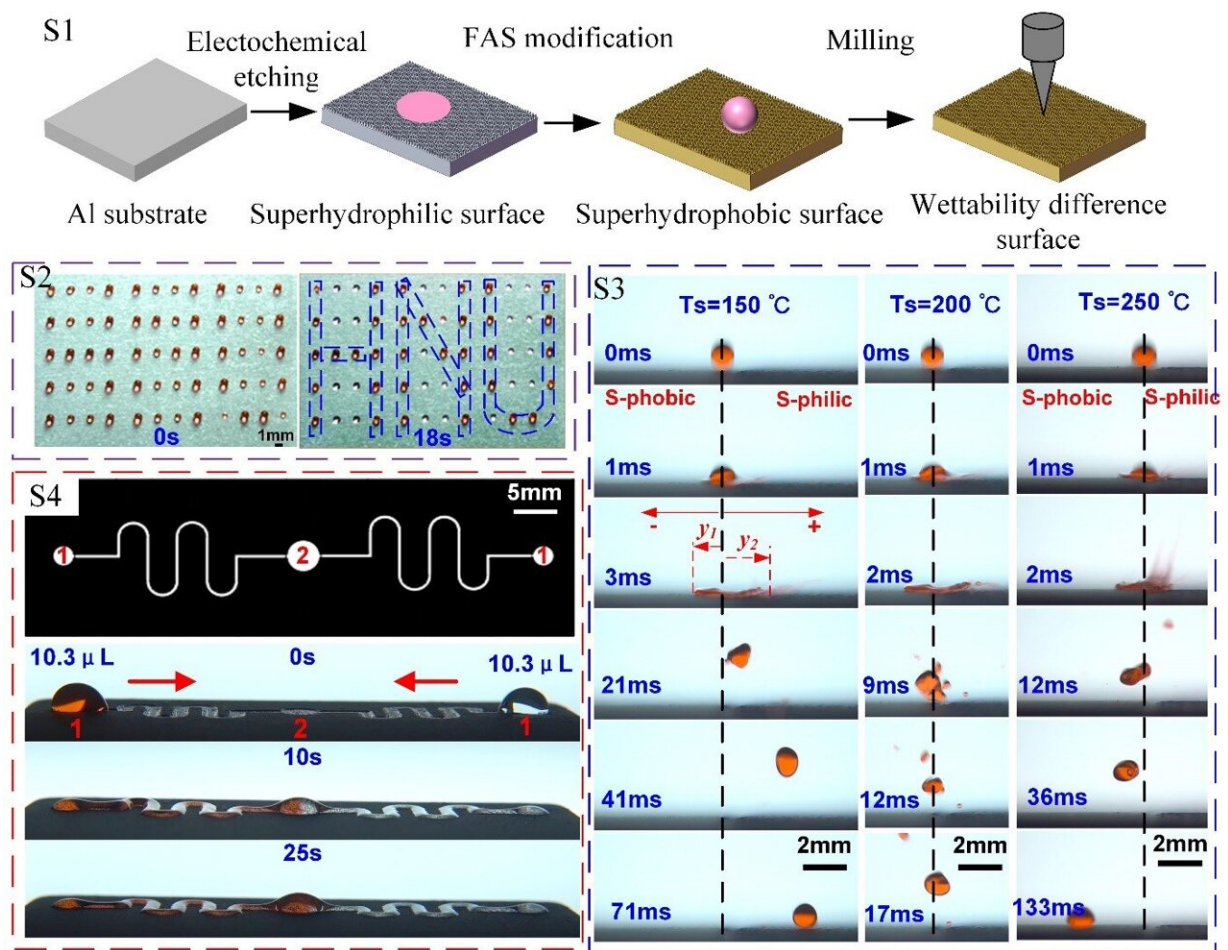 S1
Electochemical
etching
FAS modification
Milling
Al substrate
Superhydrophilic surface
Superhydrophobic surface
Wettability difference
surface
S2
0s
1mm
18s
S4
5mm
1
2
1
10.3 μL
0s
10.3 μL
1
2
1
10s
25s
S3
Ts=150 ℃
Ts=200 ℃
Ts=250 ℃
0ms
0ms
0ms
S-phobic
S-philic
S-phobic
S-philic
1ms
1ms
1ms
-
+
y1
y2
3ms
2ms
2ms
21ms
9ms
12ms
41ms
12ms
36ms
2mm
2mm
2mm
71ms
17ms
133ms